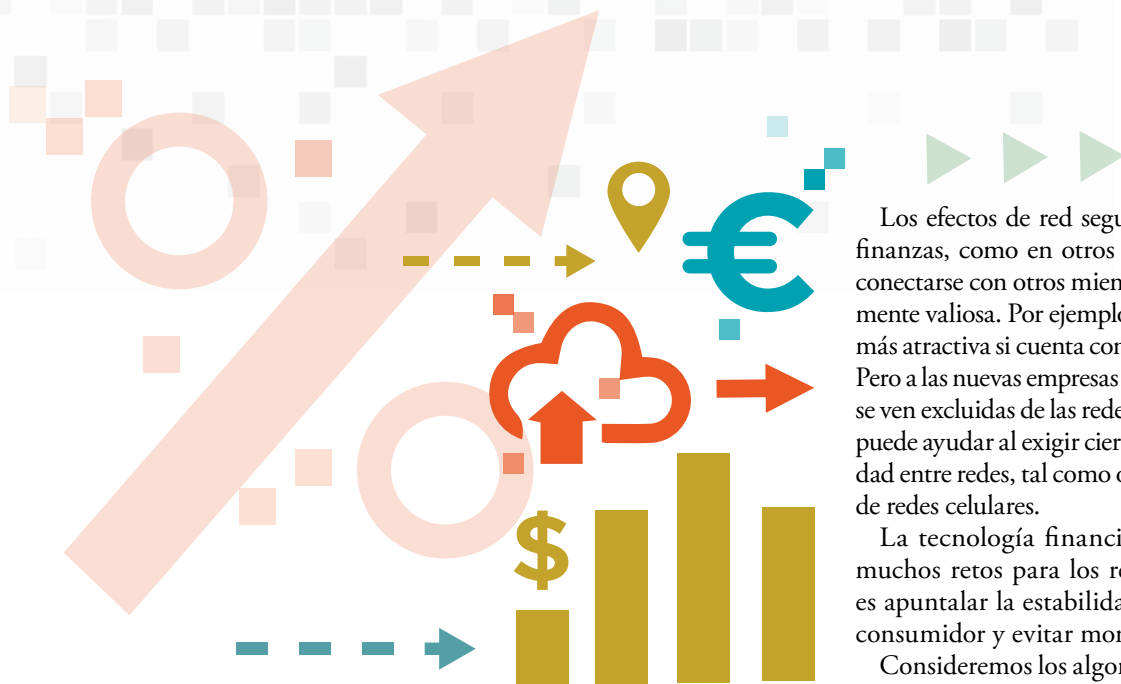 €
$
Los efectos de red segu
finanzas, como en otros
conectarse con otros mien
mente valiosa. Por ejemplo
más atractiva si cuenta con
Pero a las nuevas empresas
se ven excluidas de las rede
puede ayudar al exigir cier
dad entre redes, tal como o
de redes celulares.
La tecnología financi
muchos retos para los re
es apuntalar la estabilida
consumidor y evitar mor
Consideremos los algor